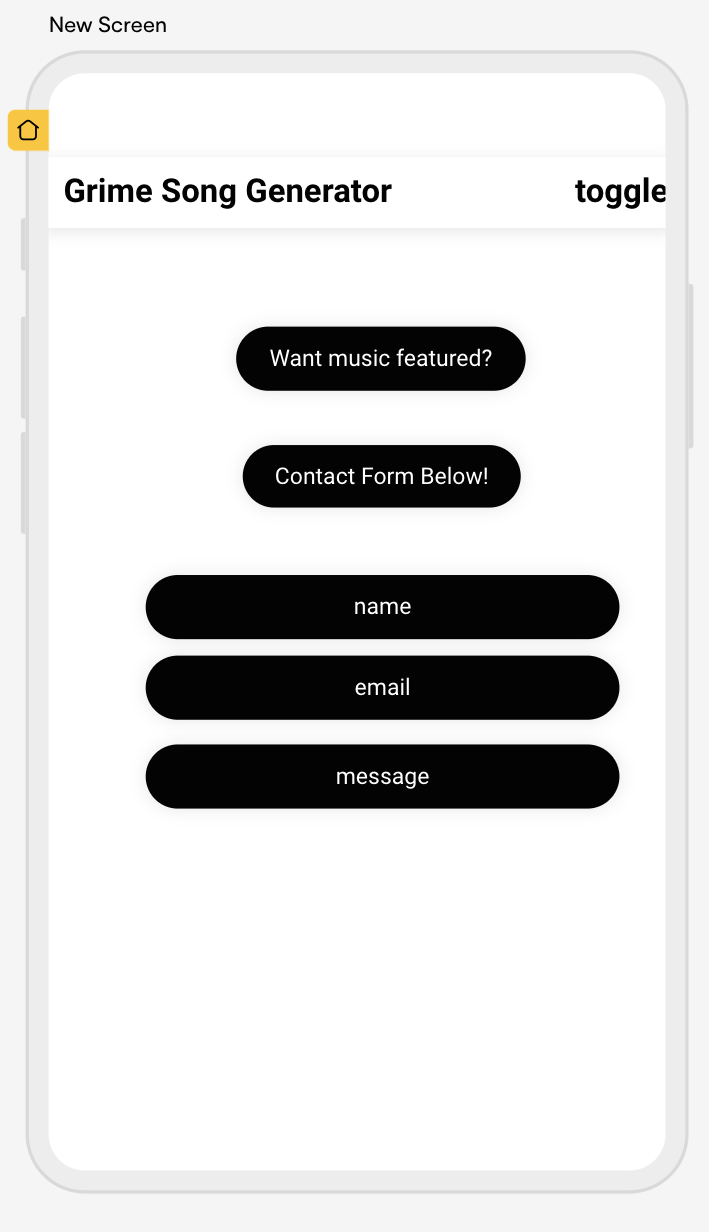 New Screen
Grime Song Generator toggle
Want music featured?
Contact Form Below!
name
email
message